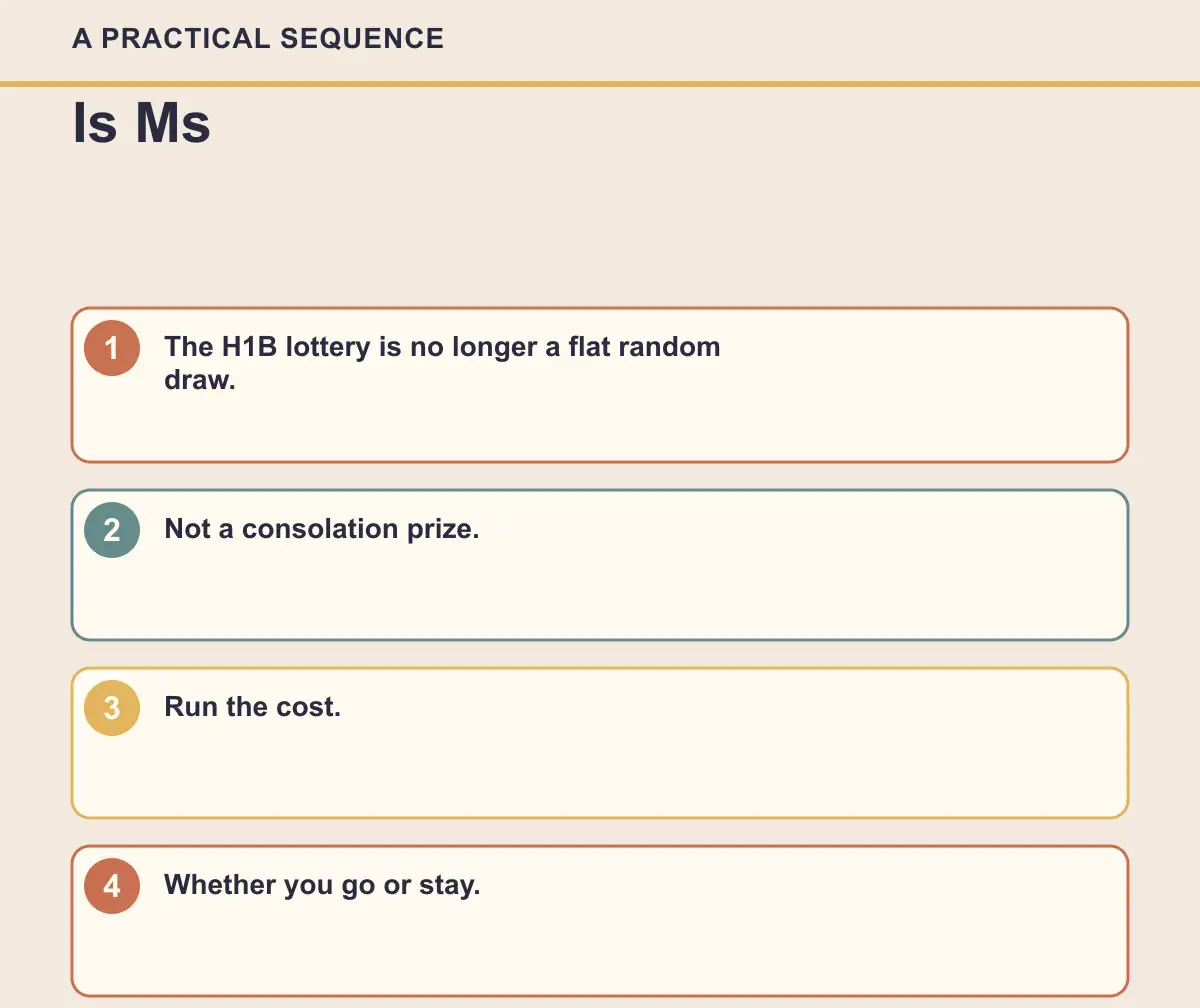 A PRACTICAL SEQUENCE
Is Ms
1
The H1B lottery is no longer a flat random
draw.
2
Not a consolation prize.
3
Run the cost.
4
Whether you go or stay.